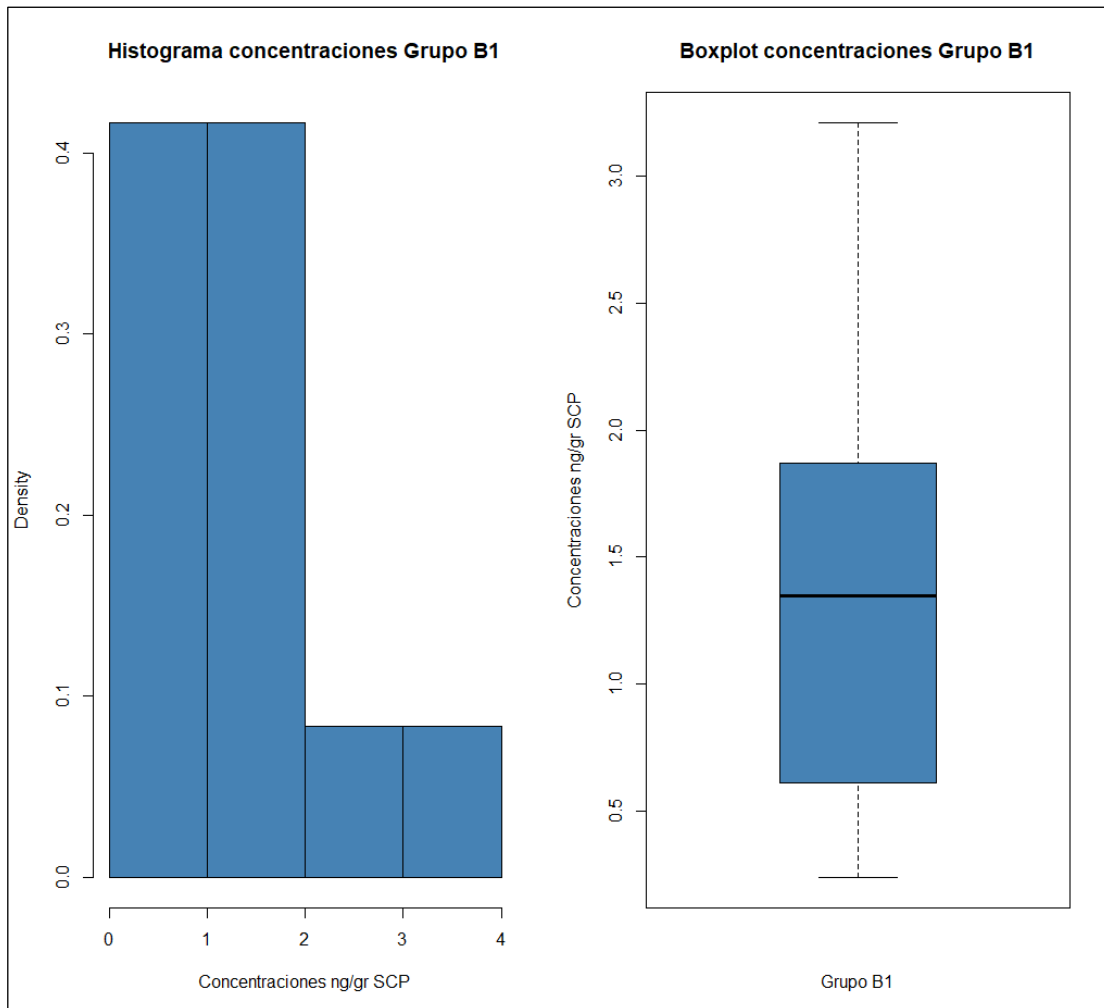 Histograma concentraciones Grupo B1
Density
0.4
0.3
0.2
0.1
0.0
0 1 2 3 4
Concentraciones ng/gr SCP
Boxplot concentraciones Grupo B1
Concentraciones ng/gr SCP
3.0
2.5
2.0
1.5
1.0
0.5
Grupo B1